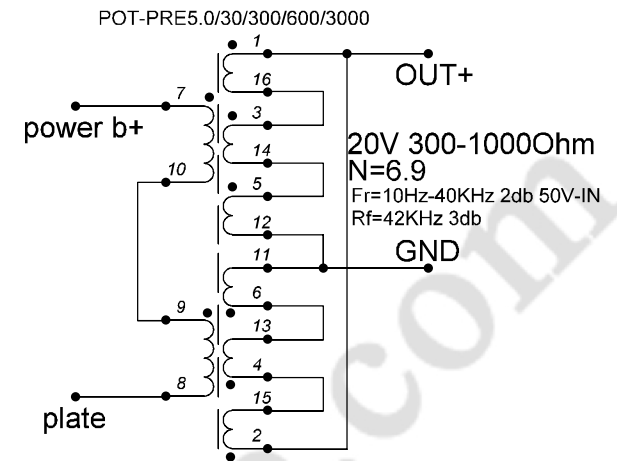 POT-PRE5.0/30/300/600/3000
1
OUT+
16
7
power b+
3
20V 300-1000Ohm
14
N=6.9
10
5
Fr=10Hz-40KHz 2db 50V-IN
Rf=42KHz 3db
12
GND
11
6
9
13
4
8
15
plate
2
com